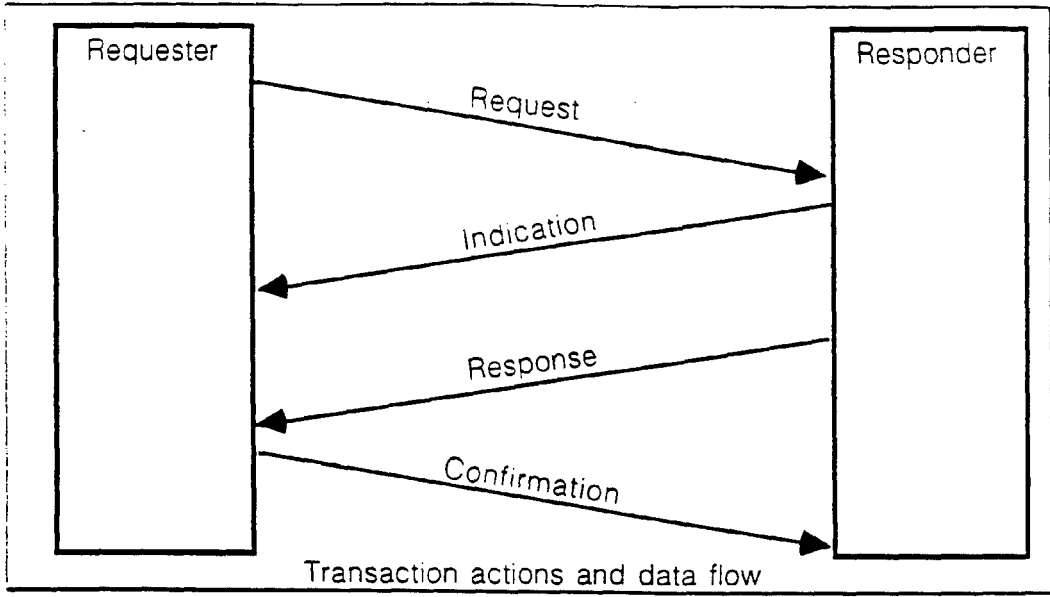 Requester
Responder
Request
Indication
Response
Confirmation
Transaction actions and data flow